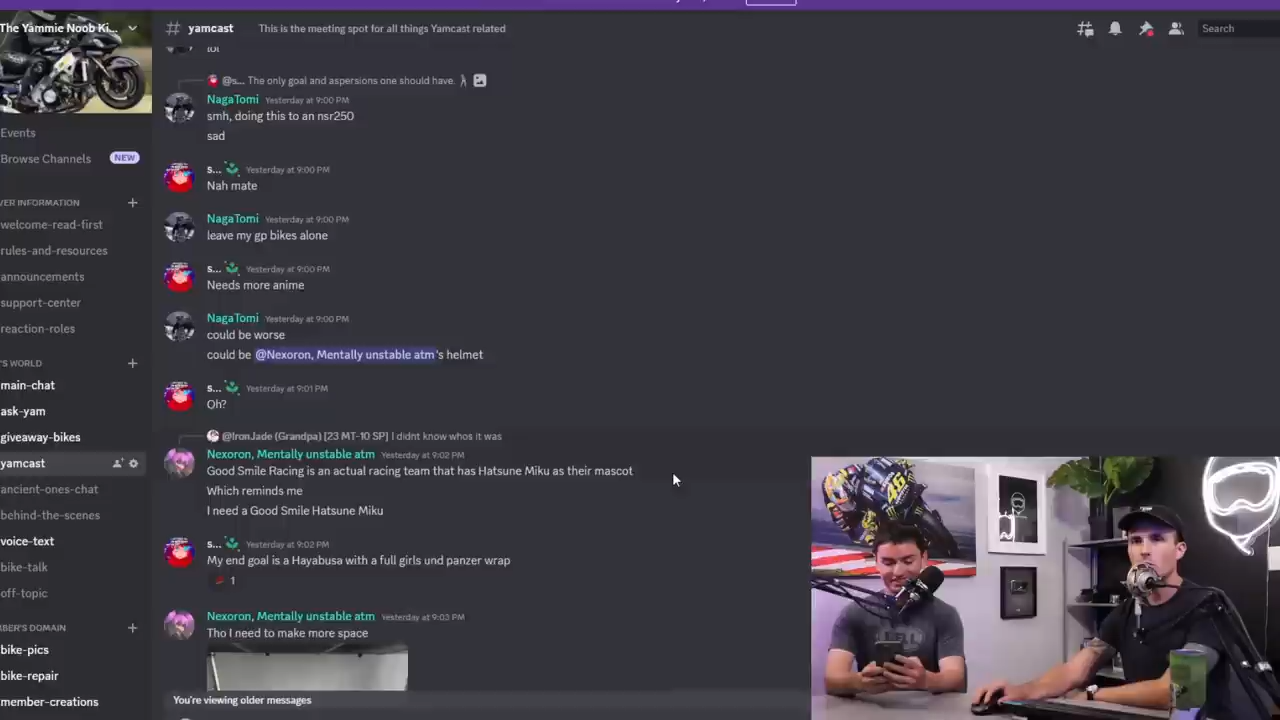 The Yammie Noob Ki...
# yamcast
This is the meeting spot for all things Yamcast related
Search
lol
@s... The only goal and aspersions one should have.
NagaTomi Yesterday at 9:00 PM
smh, doing this to an nsr250
sad
s... Yesterday at 9:00 PM
Nah mate
NagaTomi Yesterday at 9:00 PM
leave my gp bikes alone
s... Yesterday at 9:00 PM
Needs more anime
NagaTomi Yesterday at 9:00 PM
could be worse
could be @Nexoron, Mentally unstable atm's helmet
s... Yesterday at 9:01 PM
Oh?
@IronJade (Grandpa) [23 MT-10 SP] I didnt know whos it was
Nexoron, Mentally unstable atm Yesterday at 9:02 PM
Good Smile Racing is an actual racing team that has Hatsune Miku as their mascot
Which reminds me
I need a Good Smile Hatsune Miku
s... Yesterday at 9:02 PM
My end goal is a Hayabusa with a full girls und panzer wrap
1
Nexoron, Mentally unstable atm Yesterday at 9:03 PM
Tho I need to make more space
You're viewing older messages
Events
Browse Channels NEW
VER INFORMATION
welcome-read-first
rules-and-resources
announcements
support-center
reaction-roles
'S WORLD
main-chat
ask-yam
giveaway-bikes
yamcast
ancient-ones-chat
behind-the-scenes
voice-text
bike-talk
off-topic
BER'S DOMAIN
bike-pics
bike-repair
member-creations
46
BELL